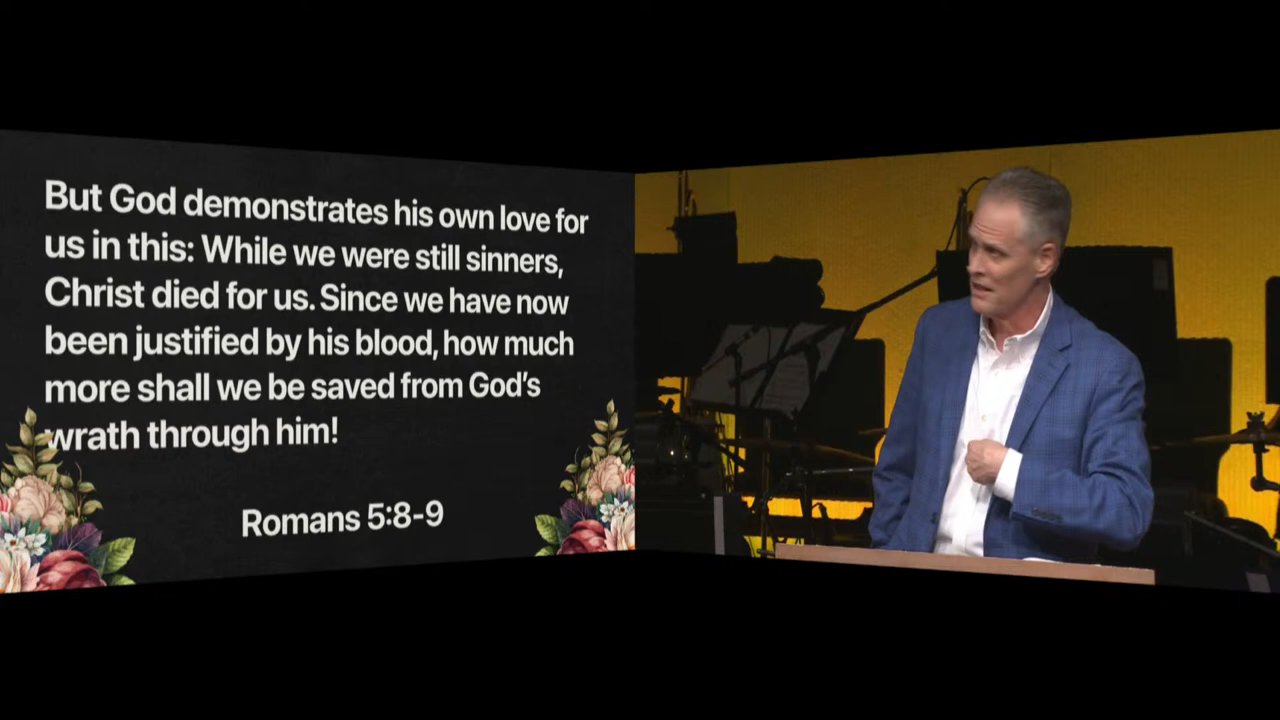 But God demonstrates his own love for
us in this: While we were still sinners,
Christ died for us. Since we have now
been justified by his blood, how much
more shall we be saved from God's
wrath through him!
Romans 5:8-9